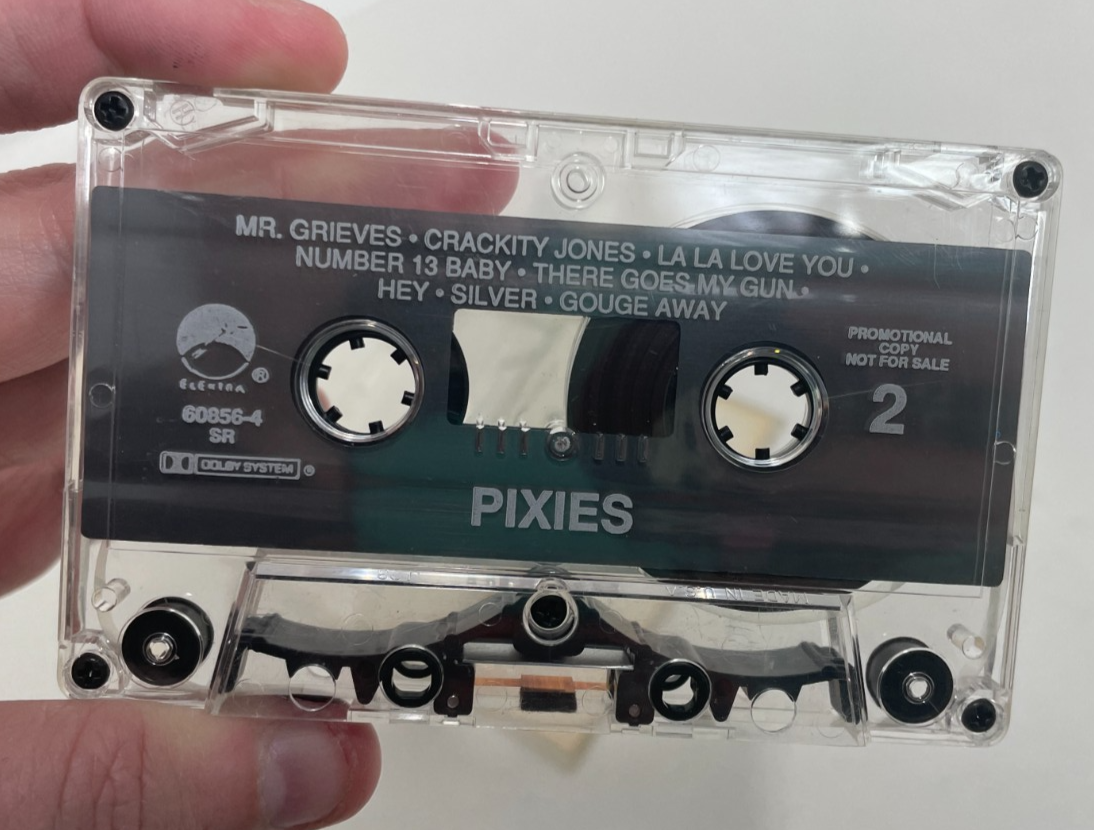 MR. GRIEVES • CRACKITY JONES • LA LA LOVE YOU •
NUMBER 13 BABY • THERE GOES MY GUN •
HEY • SILVER • GOUGE AWAY
ELEKTRA ®
60856-4
SR
DOLBY SYSTEM ®
PROMOTIONAL
COPY
NOT FOR SALE
2
PIXIES
MADE IN U.S.A.